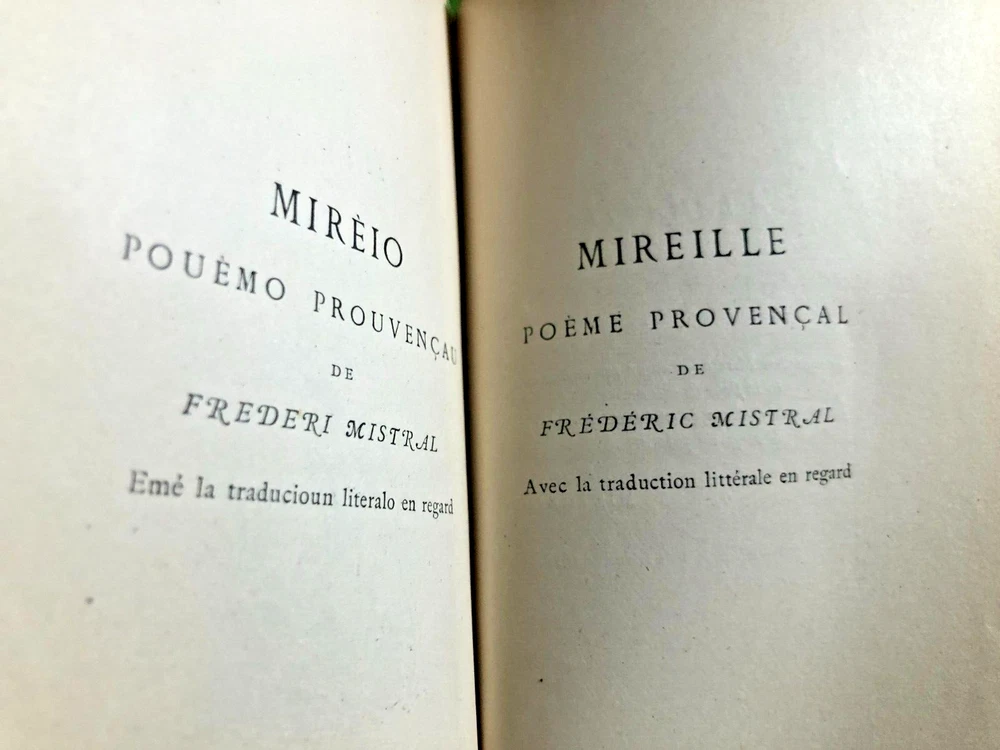 MIRÈIO
POUÈMO PROUVENÇAU
DE
FREDERI MISTRAL
Emé la traducioun literalo en regard
MIREILLE
POÈME PROVENÇAL
DE
FRÉDÉRIC MISTRAL
Avec la traduction littérale en regard